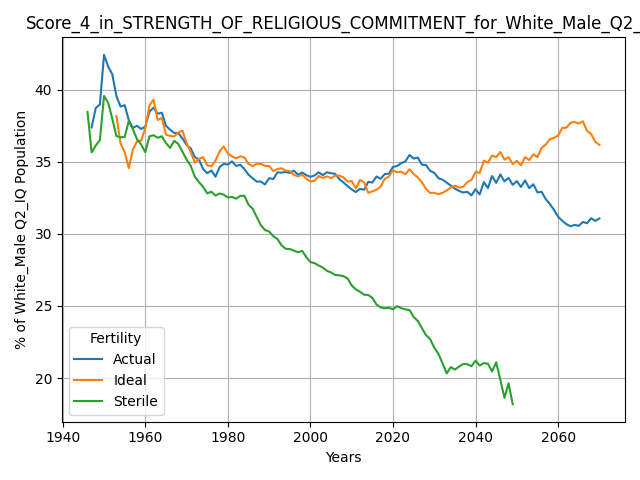 Score_4_in_STRENGTH_OF_RELIGIOUS_COMMITMENT_for_White_Male_Q2_
% of White_Male Q2_IQ Population
40
35
30
25
20
Fertility
Actual
Ideal
Sterile
1940 1960 1980 2000 2020 2040 2060
Years